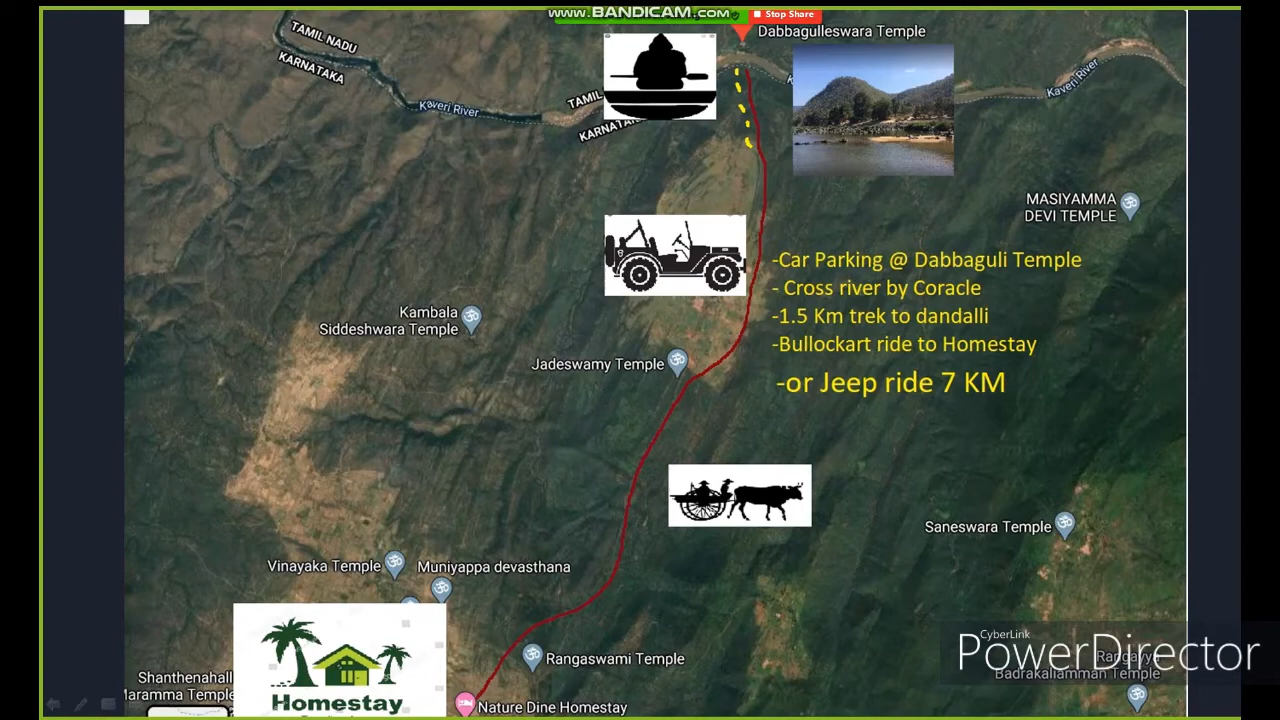 www.BANDICAM.com
Stop Share
Dabbagulleswara Temple
TAMIL NADU
KARNATAKA
Kaveri River
TAMIL
Kaveri River
MASIYAMMA
DEVI TEMPLE
-Car Parking @ Dabbaguli Temple
- Cross river by Coracle
-1.5 Km trek to dandalli
-Bullockart ride to Homestay
-or Jeep ride 7 KM
Kambala
Siddeshwara Temple
Jadeswamy Temple
Saneswara Temple
Vinayaka Temple
Muniyappa devasthana
Rangaswami Temple
CyberLink
PowerDirector
Rangayya
Badrakaliamman Temple
Shanthenahall
Maramma Temple
Homestay
Nature Dine Homestay